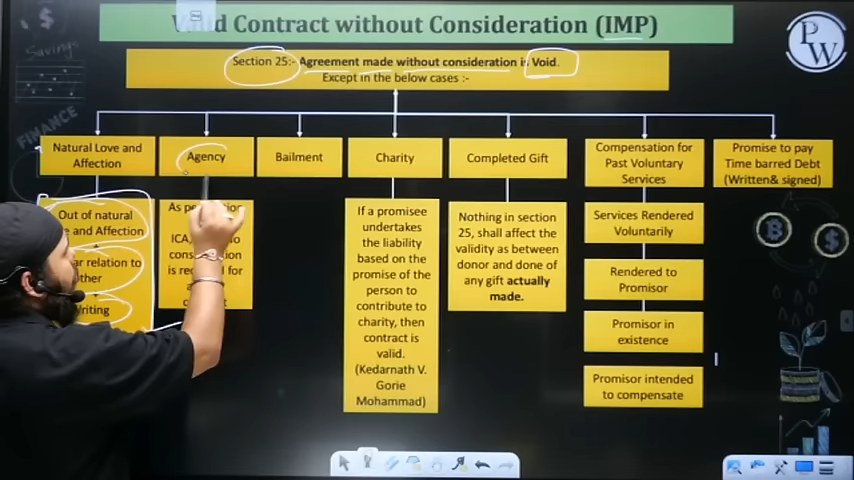 Valid Contract without Consideration (IMP)
Section 25:- Agreement made without consideration is Void.
Except in the below cases :-
Natural Love and
Affection
Agency
Bailment
Charity
Completed Gift
Compensation for
Past Voluntary
Services
Promise to pay
Time barred Debt
(Written& signed)
Out of natural
and Affection
relation to
other
Writing
As per
ICA,
is for
If a promisee
undertakes
the liability
based on the
promise of the
person to
contribute to
charity, then
contract is
valid.
(Kedarnath V.
Gorie
Mohammad)
Nothing in section
25, shall affect the
validity as between
donor and done of
any gift actually
made.
Services Rendered
Voluntarily
Rendered to
Promisor
Promisor in
existence
Promisor intended
to compensate
Savings
FINANCE
PW